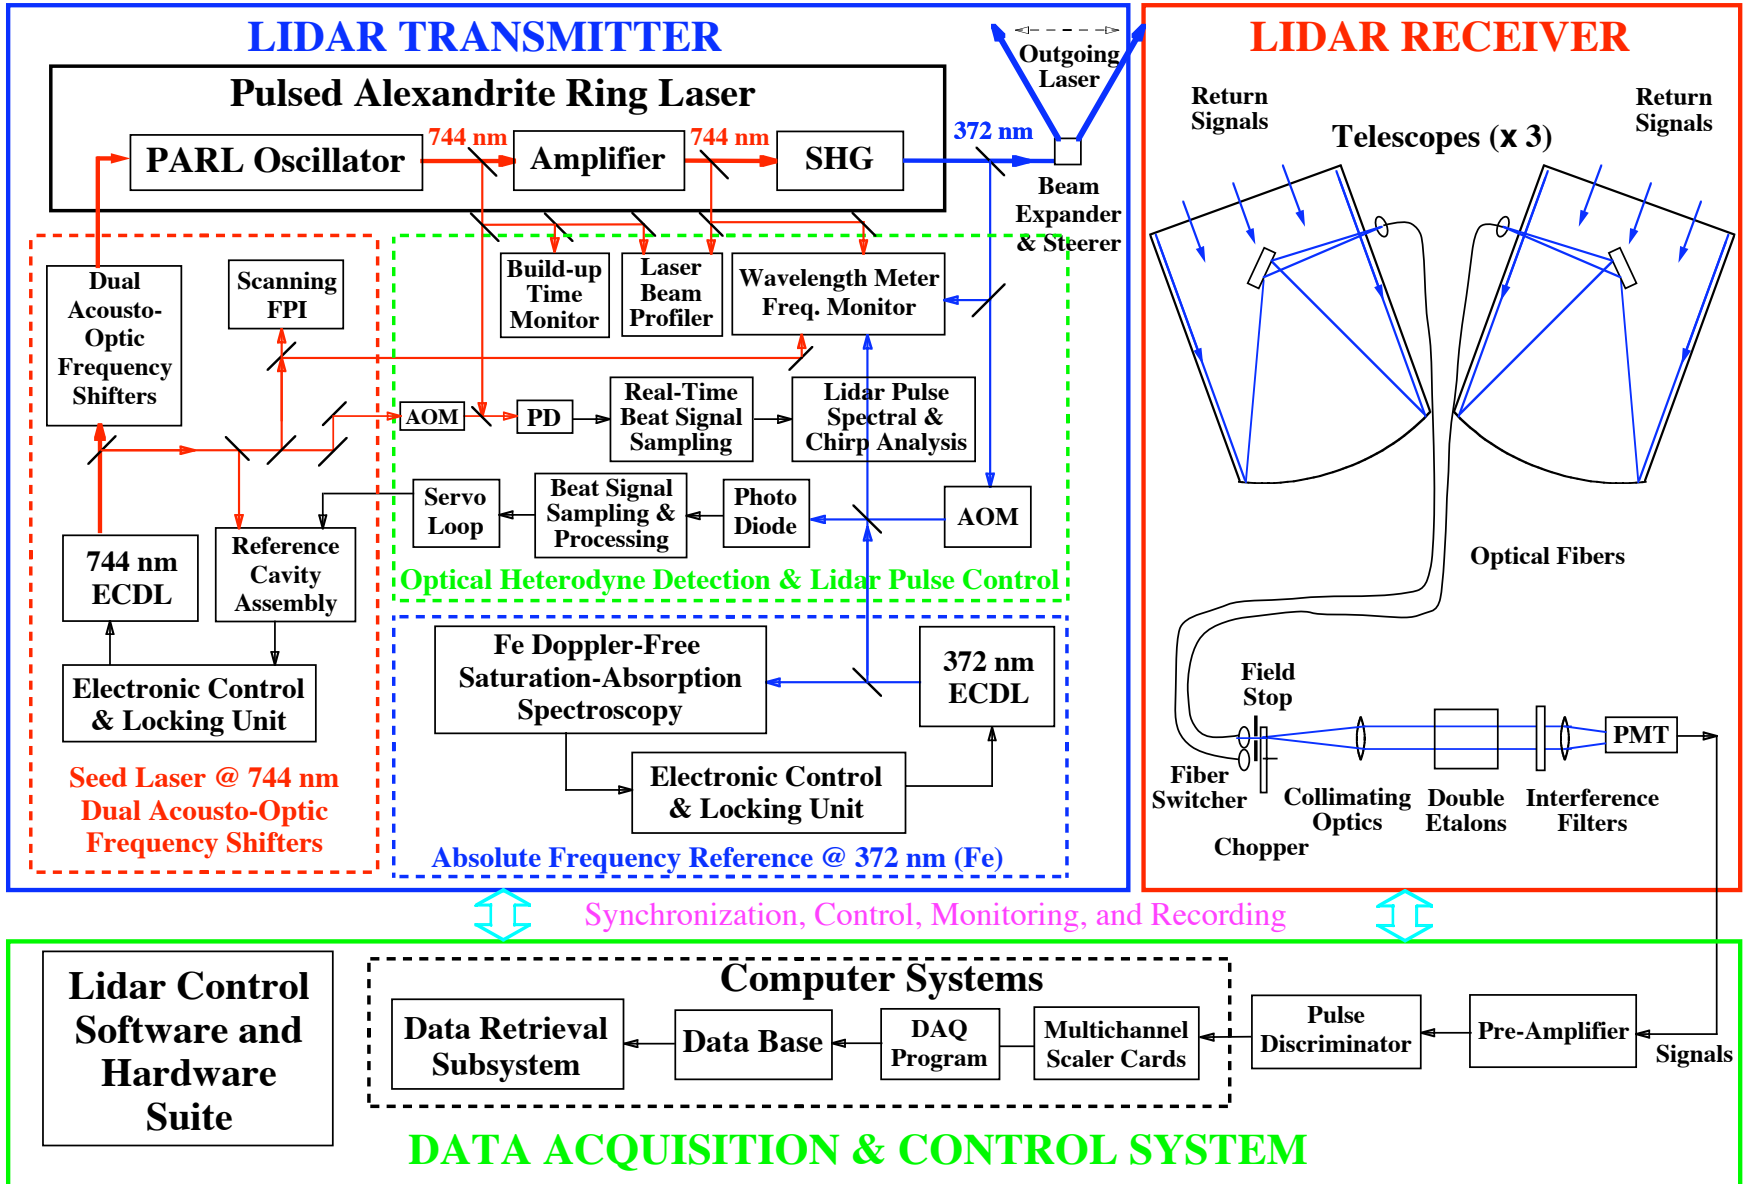 LIDAR TRANSMITTER
Pulsed Alexandrite Ring Laser
PARL Oscillator
744 nm
Amplifier
744 nm
SHG
372 nm
Outgoing
Laser
Beam
Expander
& Steerer
Dual
Acousto-
Optic
Frequency
Shifters
Scanning
FPI
Build-up
Time
Monitor
Laser
Beam
Profiler
Wavelength Meter
Freq. Monitor
AOM
PD
Real-Time
Beat Signal
Sampling
Lidar Pulse
Spectral &
Chirp Analysis
Servo
Loop
Beat Signal
Sampling &
Processing
Photo
Diode
AOM
Optical Heterodyne Detection & Lidar Pulse Control
744 nm
ECDL
Reference
Cavity
Assembly
Electronic Control
& Locking Unit
Seed Laser @ 744 nm
Dual Acousto-Optic
Frequency Shifters
Fe Doppler-Free
Saturation-Absorption
Spectroscopy
372 nm
ECDL
Electronic Control
& Locking Unit
Absolute Frequency Reference @ 372 nm (Fe)
LIDAR RECEIVER
Return
Signals
Telescopes (x 3)
Return
Signals
Optical Fibers
Field
Stop
PMT
Fiber
Switcher
Chopper
Collimating
Optics
Double
Etalons
Interference
Filters
Synchronization, Control, Monitoring, and Recording
Lidar Control
Software and
Hardware
Suite
Computer Systems
Data Retrieval
Subsystem
Data Base
DAQ
Program
Multichannel
Scaler Cards
Pulse
Discriminator
Pre-Amplifier
Signals
DATA ACQUISITION & CONTROL SYSTEM